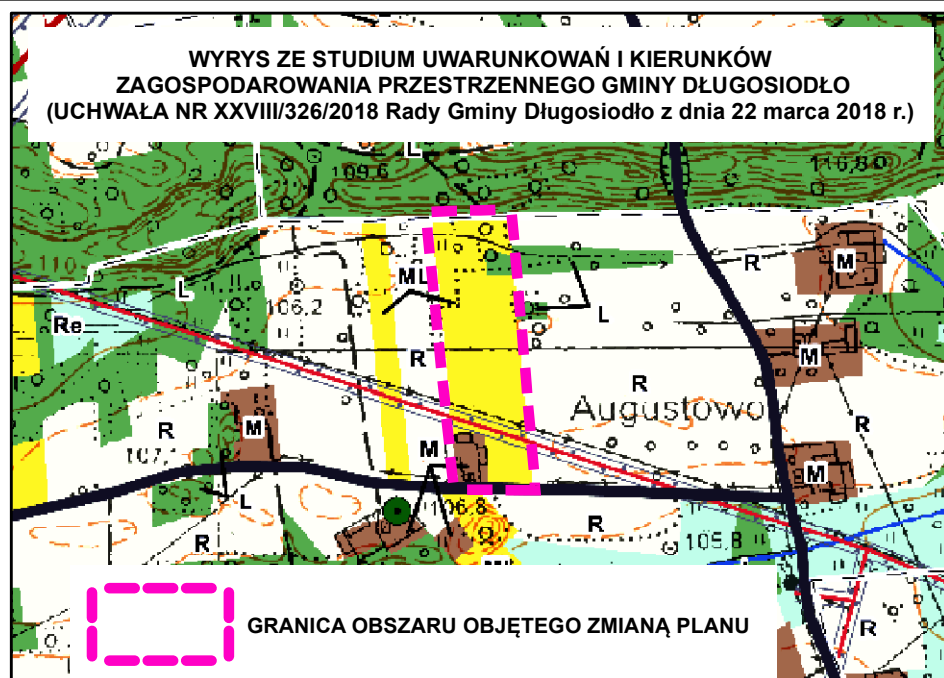 WYRYS ZE STUDIUM UWARUNKOWAŃ I KIERUNKÓW
ZAGOSPODAROWANIA PRZESTRZENNEGO GMINY DŁUGOSIODŁO
(UCHWAŁA NR XXVIII/326/2018 Rady Gminy Długosiodło z dnia 22 marca 2018 r.)
L
109,6
116,8
110
L
ML
R
M
106,2
Re
L
R
M
R
Augustowo
R
M
107,1
M
R
M
L
106,8
R
R
105,8
R
GRANICA OBSZARU OBJĘTEGO ZMIANĄ PLANU